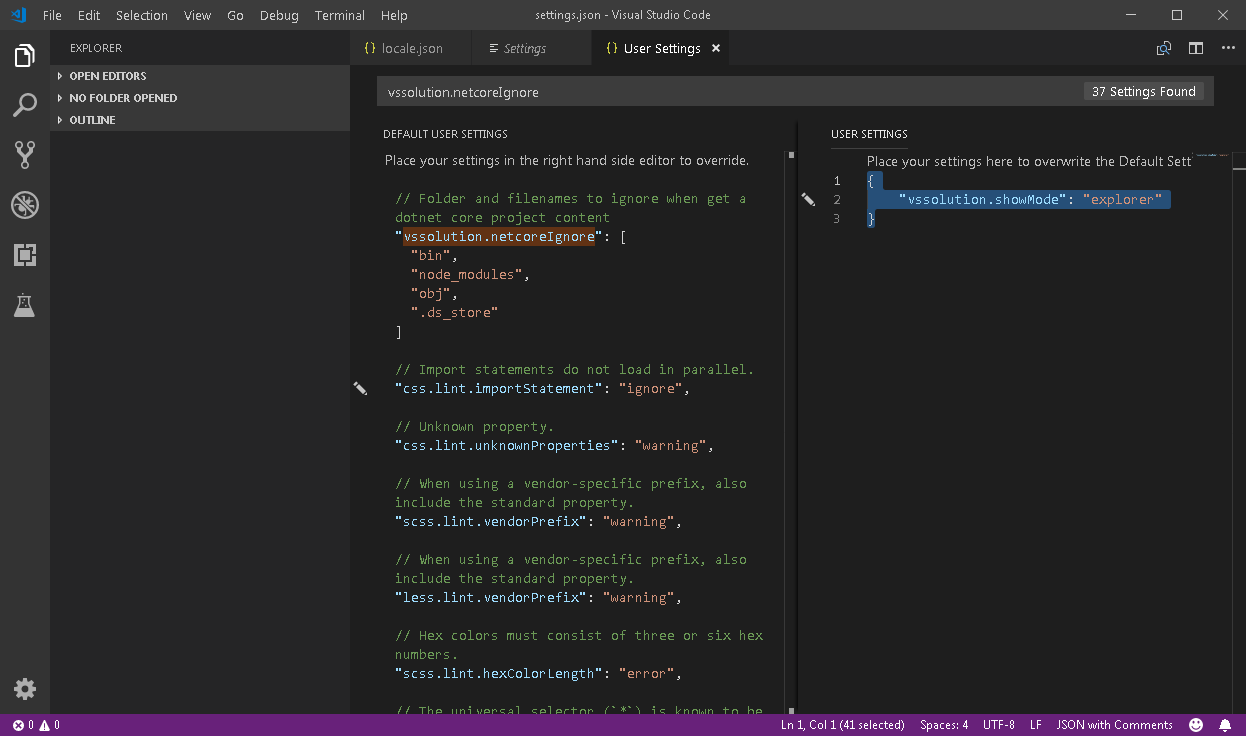 File Edit Selection View Go Debug Terminal Help settings.json - Visual Studio Code
EXPLORER
OPEN EDITORS
NO FOLDER OPENED
OUTLINE
{} locale.json Settings {} User Settings
vssolution.netcoreIgnore 37 Settings Found
DEFAULT USER SETTINGS
Place your settings in the right hand side editor to override.
// Folder and filenames to ignore when get a
dotnet core project content
"vssolution.netcoreIgnore": [
"bin",
"node_modules",
"obj",
".ds_store"
]
// Import statements do not load in parallel.
"css.lint.importStatement": "ignore",
// Unknown property.
"css.lint.unknownProperties": "warning",
// When using a vendor-specific prefix, also
include the standard property.
"scss.lint.vendorPrefix": "warning",
// When using a vendor-specific prefix, also
include the standard property.
"less.lint.vendorPrefix": "warning",
// Hex colors must consist of three or six hex
numbers.
"scss.lint.hexColorLength": "error",
// The universal selector (`*`) is known to be
USER SETTINGS
Place your settings here to overwrite the Default Sett
1 {
2 "vssolution.showMode": "explorer"
3 }
0 0 Ln 1, Col 1 (41 selected) Spaces: 4 UTF-8 LF JSON with Comments